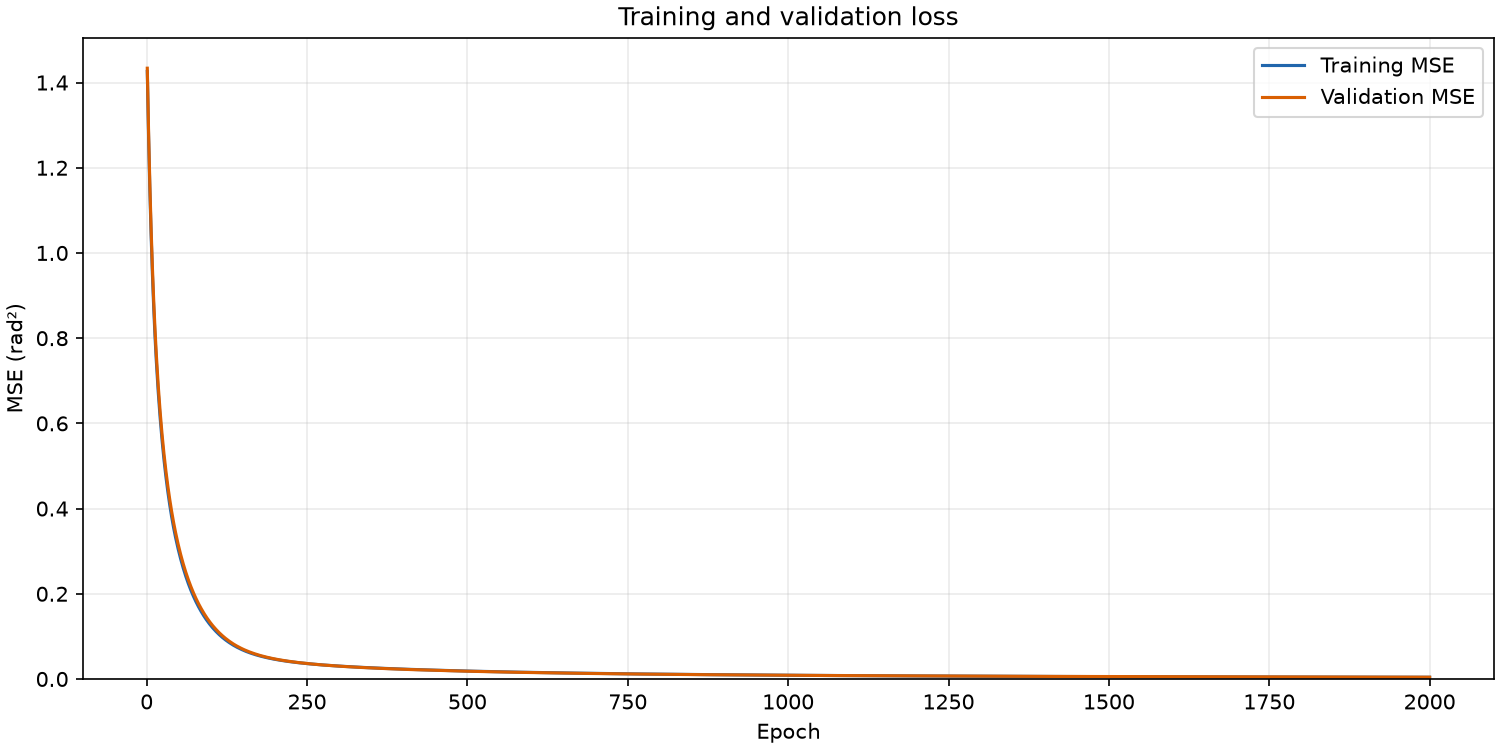 Training and validation loss
Training MSE
Validation MSE
MSE (rad²)
1.4
1.2
1.0
0.8
0.6
0.4
0.2
0.0
0 250 500 750 1000 1250 1500 1750 2000
Epoch